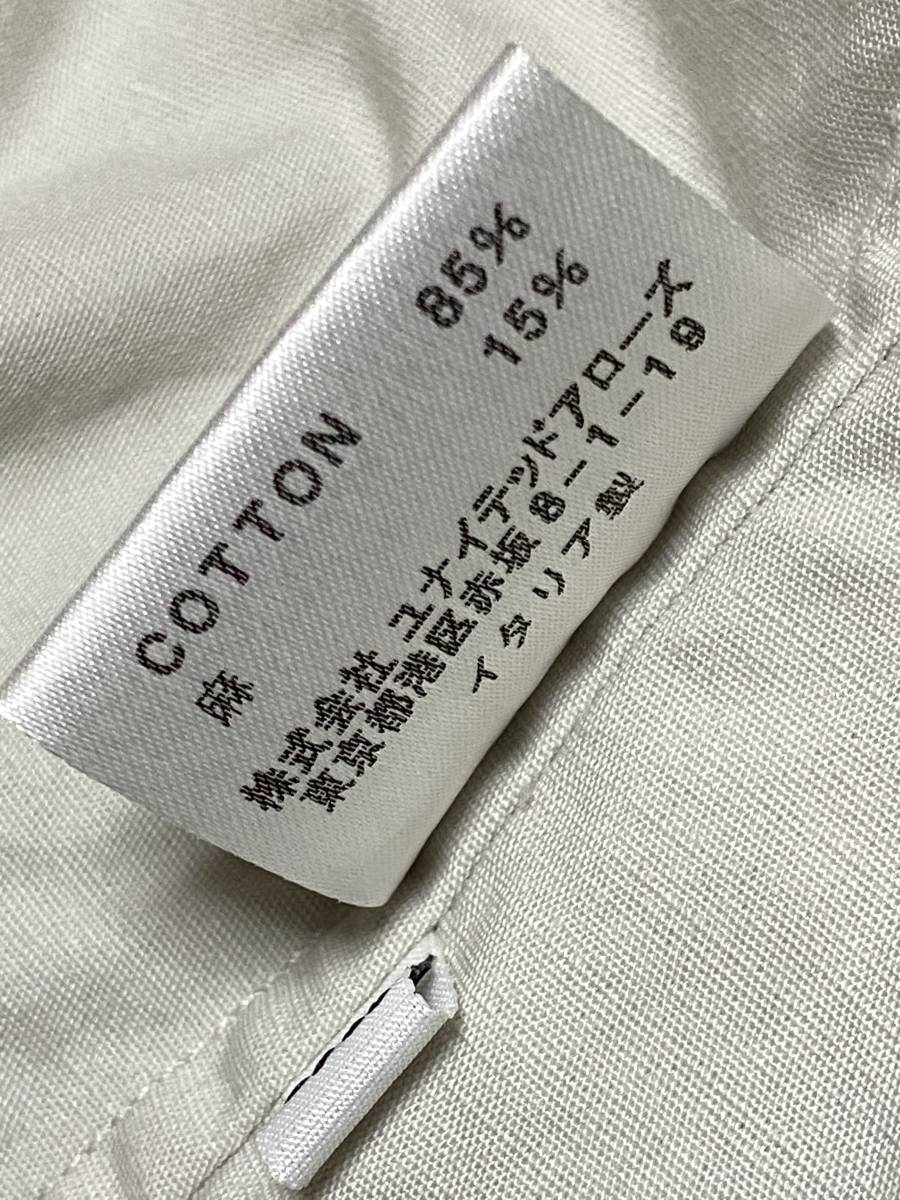 COTTON 85%
麻 15%
株式会社 ユナイテッドアローズ
東京都港区赤坂8-1-19
イタリア製